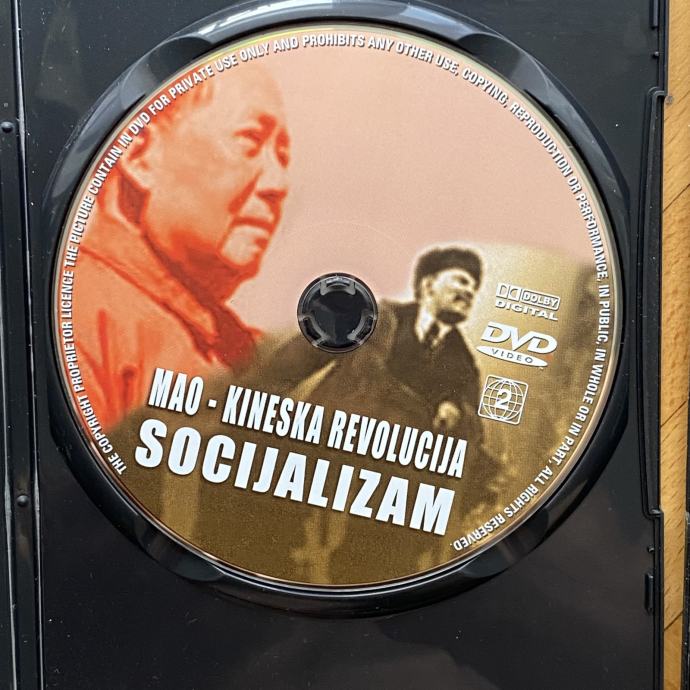 THE COPYRIGHT PROPRIETOR LICENCE THE PICTURE CONTAIN IN DVD FOR PRIVATE USE ONLY AND PROHIBITS ANY OTHER USE, COPYING, REPRODUCTION OR PERFORMANCE IN PUBLIC, IN WHOLE OR IN PART. ALL RIGHTS RESERVED.
DOLBY
DIGITAL
DVD
VIDEO
2
MAO - KINESKA REVOLUCIJA
SOCIJALIZAM